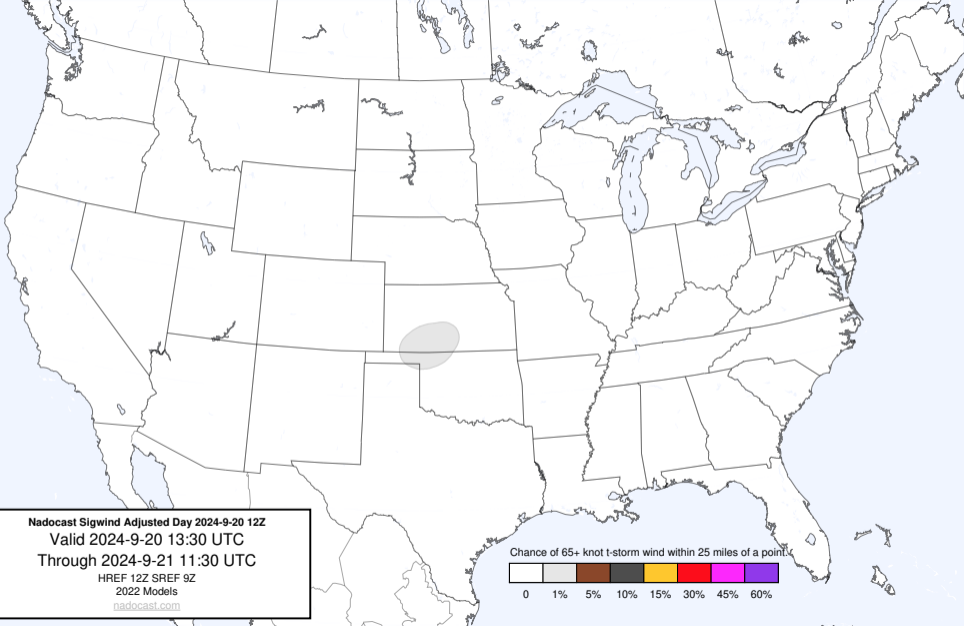 Nadocast Sigwind Adjusted Day 2024-9-20 12Z
Valid 2024-9-20 13:30 UTC
Through 2024-9-21 11:30 UTC
HREF 12Z SREF 9Z
2022 Models
nadocast.com
Chance of 65+ knot t-storm wind within 25 miles of a point.
0 1% 5% 10% 15% 30% 45% 60%